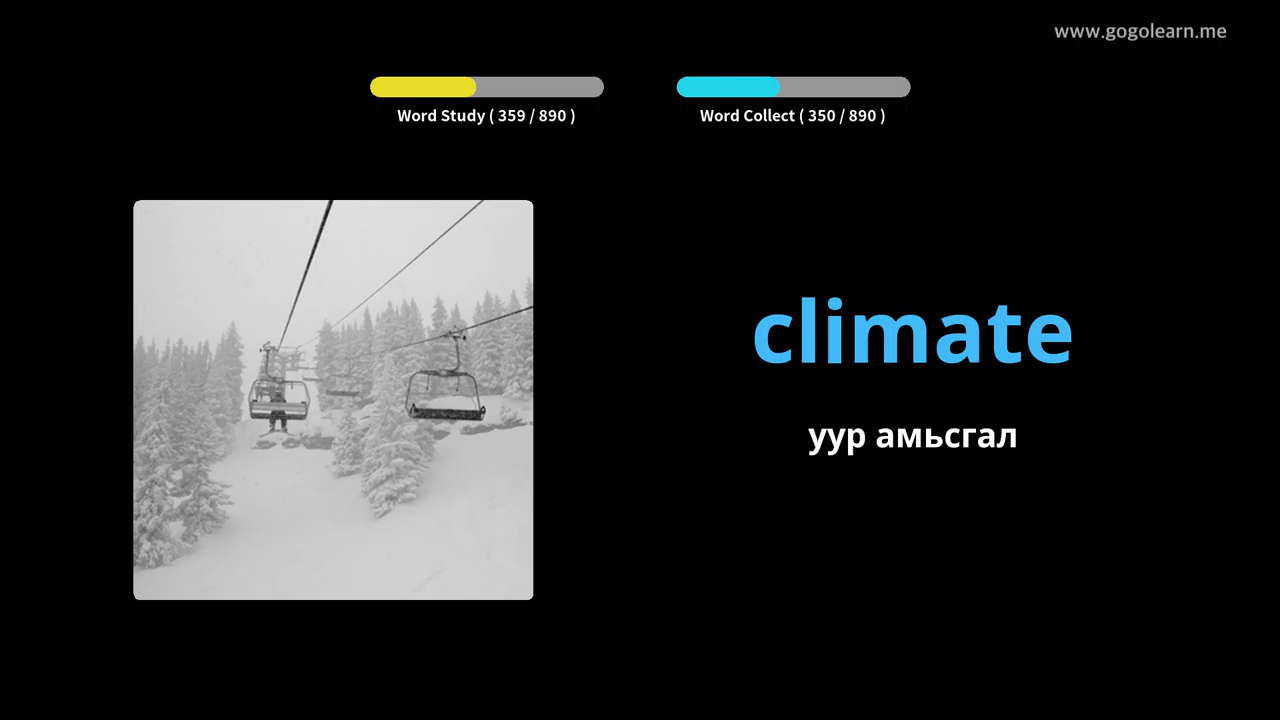 www.gogolearn.me
Word Study ( 359 / 890 )
Word Collect ( 350 / 890 )
climate
уур амьсгал